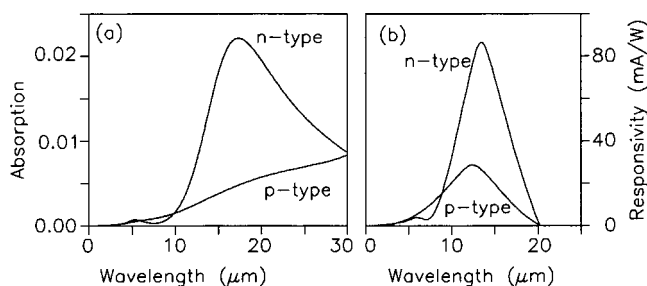 (a)
n-type
p-type
Absorption
0.02
0.01
0.00
0
10
20
30
Wavelength (μm)
(b)
n-type
p-type
Responsivity (mA/W)
80
40
0
0
10
20
Wavelength (μm)